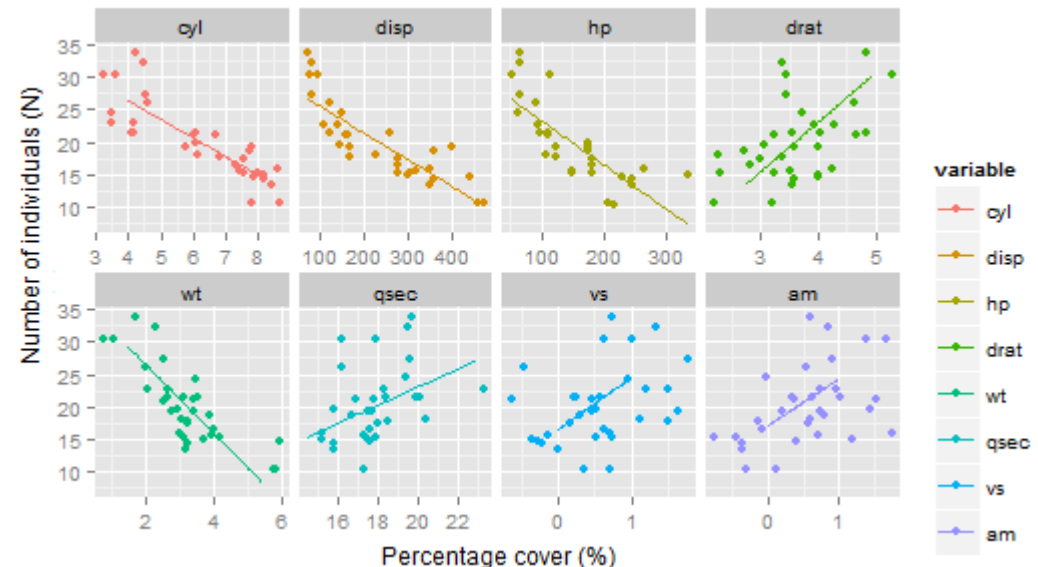 cyl disp hp drat
Number of individuals (N)
35
30
25
20
15
10
3 4 5 6 7 8 100 200 300 400 100 200 300 3 4 5
wt qsec vs am
35
30
25
20
15
10
2 4 6 16 18 20 22 0 1 0 1
Percentage cover (%)
variable
cyl
disp
hp
drat
wt
qsec
vs
am